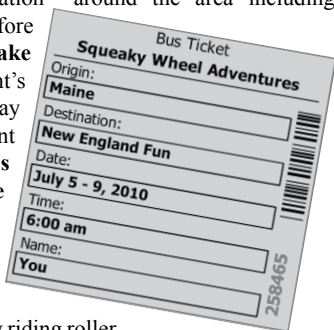 ation around the area including
fore
ake
nt's
ay
nt
s
e
Bus Ticket
Squeaky Wheel Adventures
Origin:
Maine
Destination:
New England Fun
Date:
July 5 - 9, 2010
Time:
6:00 am
Name:
You
258465
riding roller